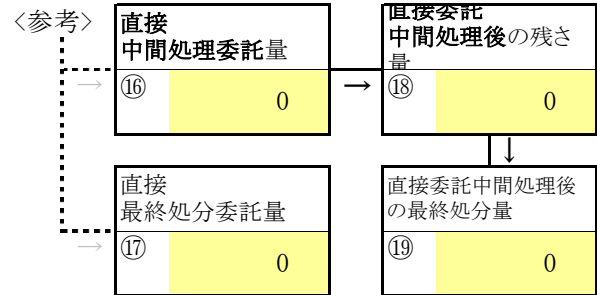 〈参考〉
直接
中間処理委託量
→
⑯
0
→
直接委託
中間処理後の残さ
量
⑱
0
↓
直接
最終処分委託量
→
⑰
0
直接委託中間処理後
の最終処分量
⑲
0